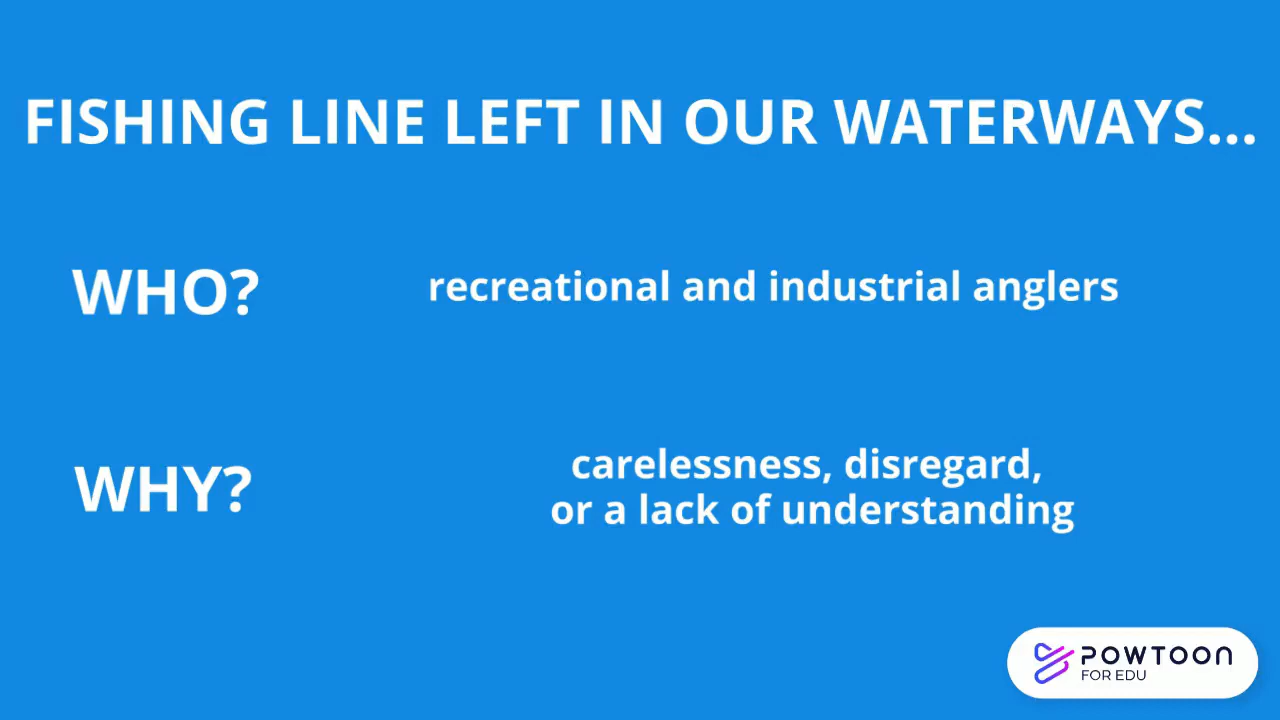 FISHING LINE LEFT IN OUR WATERWAYS...
WHO?
recreational and industrial anglers
WHY?
carelessness, disregard,
or a lack of understanding
POWTOON
FOR EDU